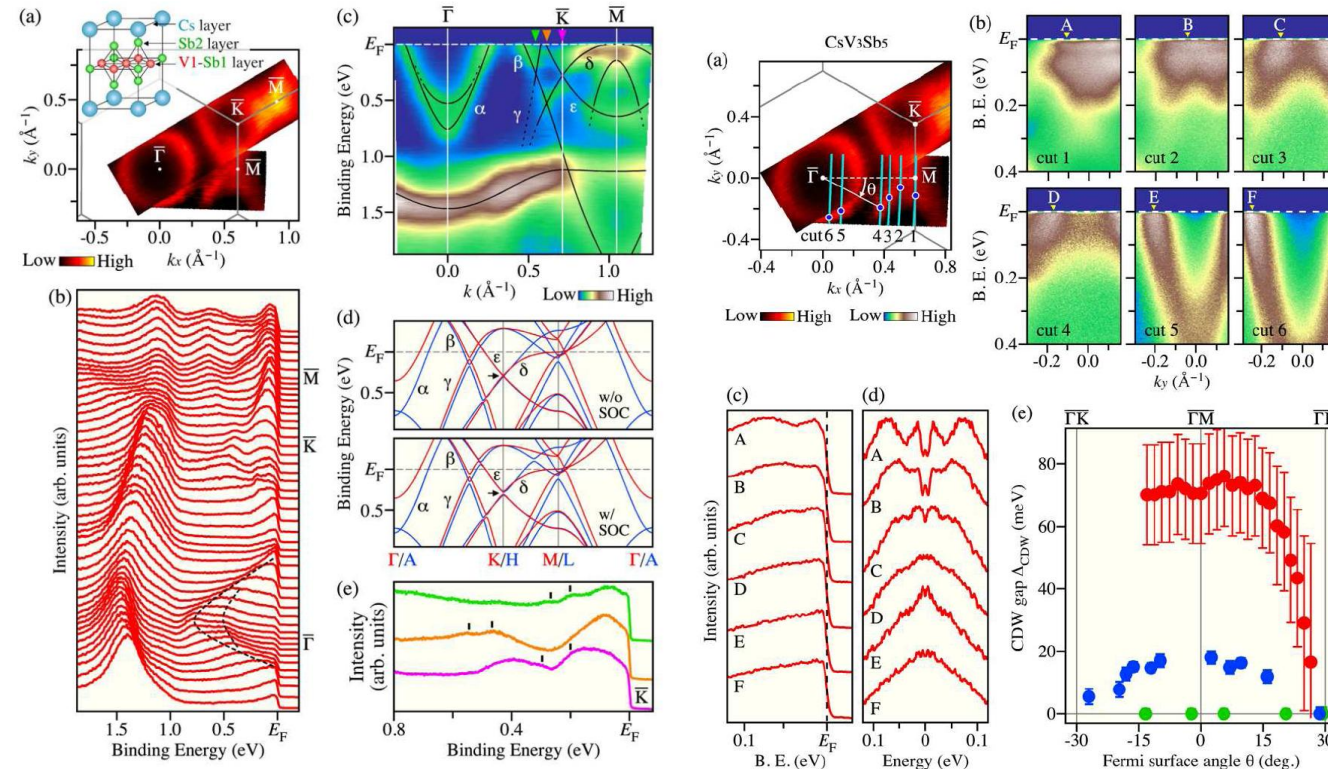 (a)
Cs layer
Sb2 layer
V1-Sb1 layer
0.5
0.0
ky (Å⁻¹)
Γ̄
K̄
M̄
M̄
-0.5 0.0 0.5 1.0
Low High kx (Å⁻¹)
(b)
Intensity (arb. units)
M̄
K̄
Γ̄
1.5 1.0 0.5 EF
Binding Energy (eV)
(c)
Γ̄ K̄ M̄
EF
0.5
1.0
1.5
Binding Energy (eV)
α β γ δ ε
0.0 0.5 1.0
k (Å⁻¹) Low High
(d)
EF
0.5
α β γ ε δ
w/o
SOC
EF
0.5
α β γ ε δ
w/
SOC
Binding Energy (eV)
Γ/A K/H M/L Γ/A
(e)
Intensity
(arb. units)
K̄
0.8 0.4 EF
Binding Energy (eV)
CsV3Sb5
(a)
0.4
0.0
-0.4
ky (Å⁻¹)
Γ̄
K̄
M̄
θ
cut 6 5 4 3 2 1
-0.4 0.0 0.4 0.8
kx (Å⁻¹)
Low High Low High
(b)
A B C
EF
0.2
0.4
B. E. (eV)
cut 1 cut 2 cut 3
D E F
EF
0.2
0.4
B. E. (eV)
cut 4 cut 5 cut 6
-0.2 0.0 -0.2 0.0 -0.2 0.0
ky (Å⁻¹)
(c)
Intensity (arb. units)
A
B
C
D
E
F
0.1 EF
B. E. (eV)
(d)
A
B
C
D
E
F
0.1 0 0.1
Energy (eV)
(e)
Γ̄K̄ Γ̄M̄
80
60
40
20
0
CDW gap ΔCDW (meV)
-30 -15 0 15 30
Fermi surface angle θ (deg.)